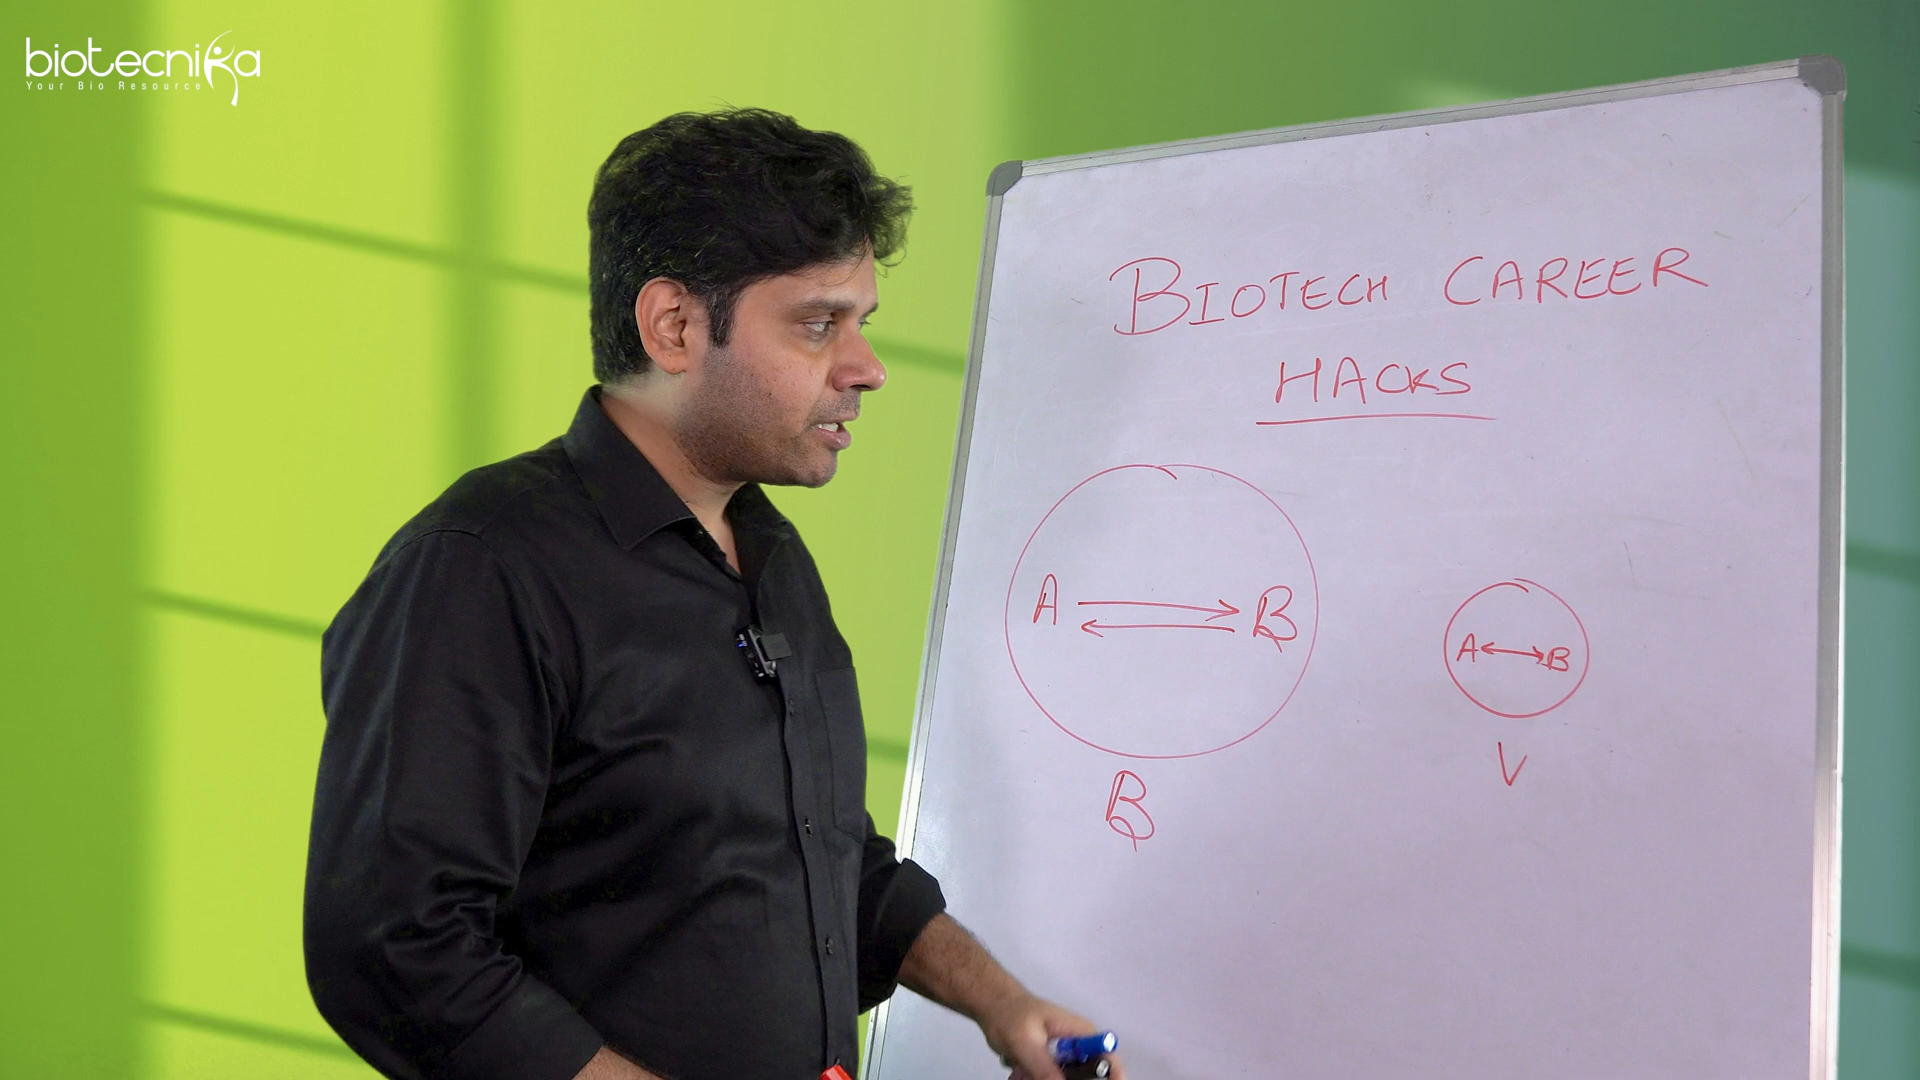 biotecnika
Your Bio Resource
BIOTECH CAREER
HACKS
A B
A B
B
V